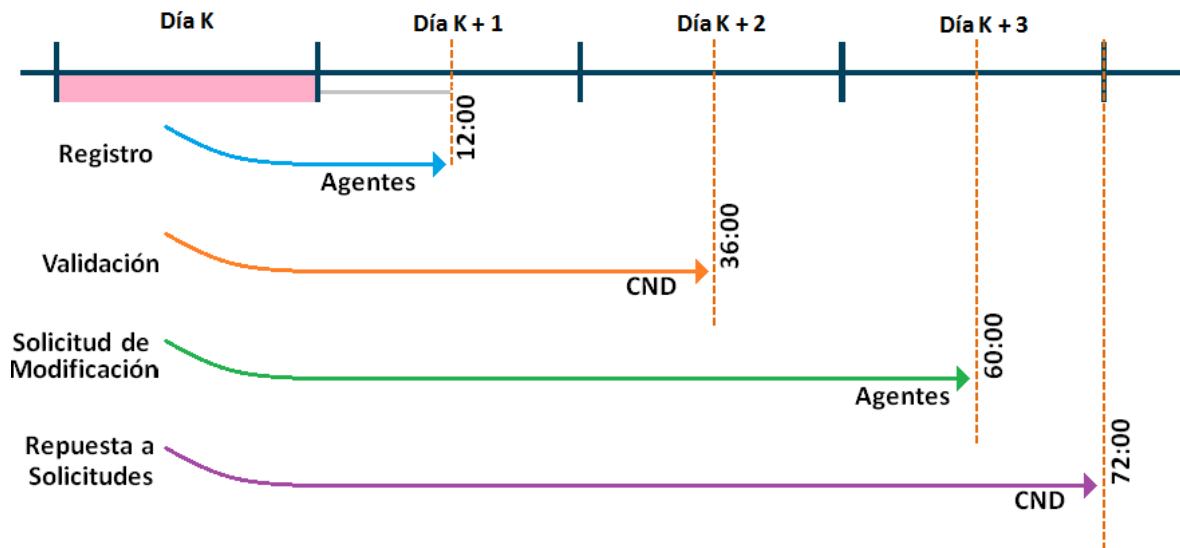 Día K
Día K + 1
Día K + 2
Día K + 3
Registro
Agentes
12:00
Validación
CND
36:00
Solicitud de
Modificación
Agentes
60:00
Repuesta a
Solicitudes
CND
72:00